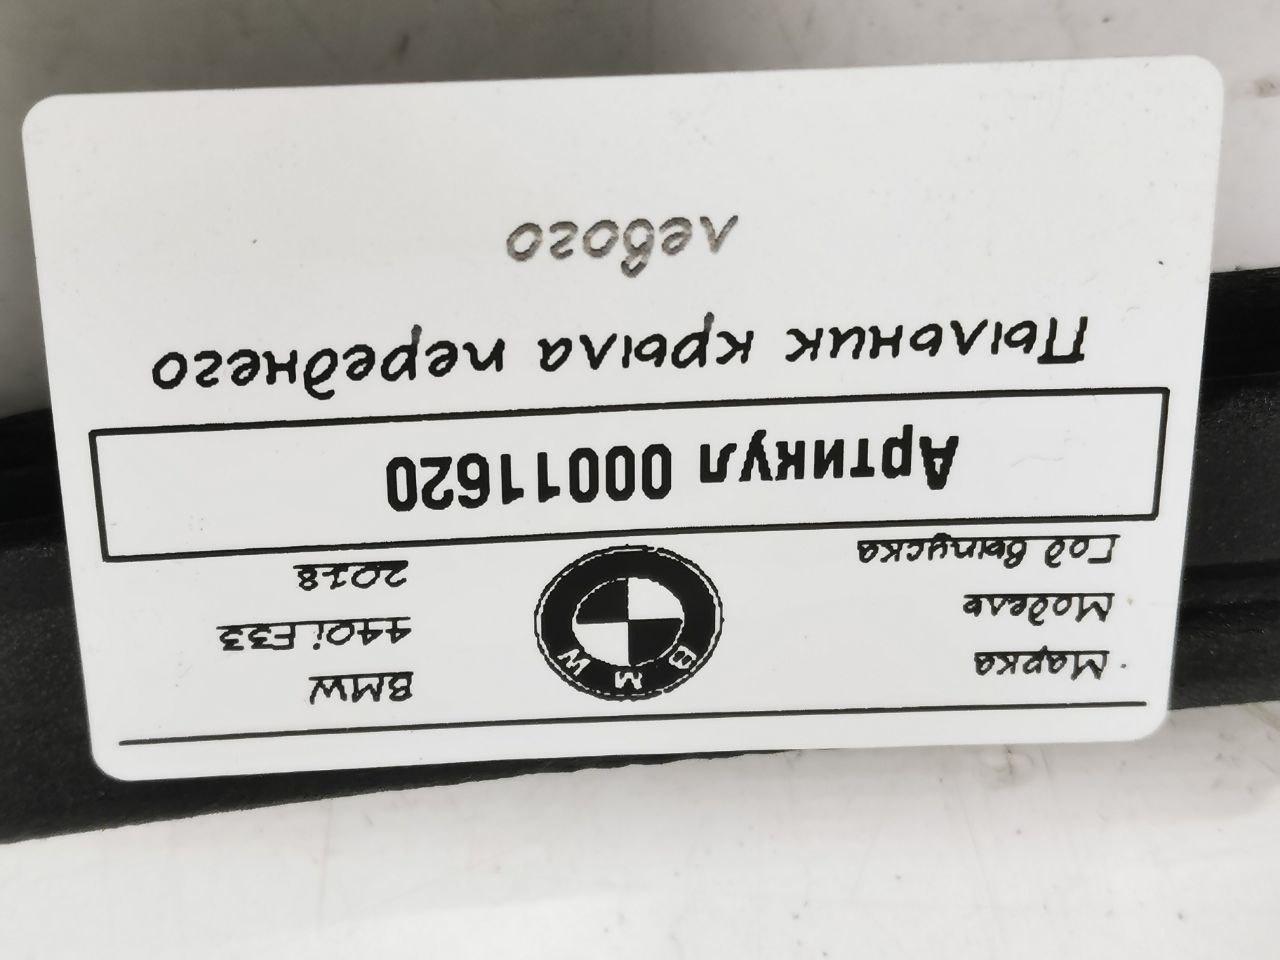 Марка BMW
Модель 440i F33
Год выпуска 2018
BMW
Артикул 00011620
Пыльник крыла переднего
левого